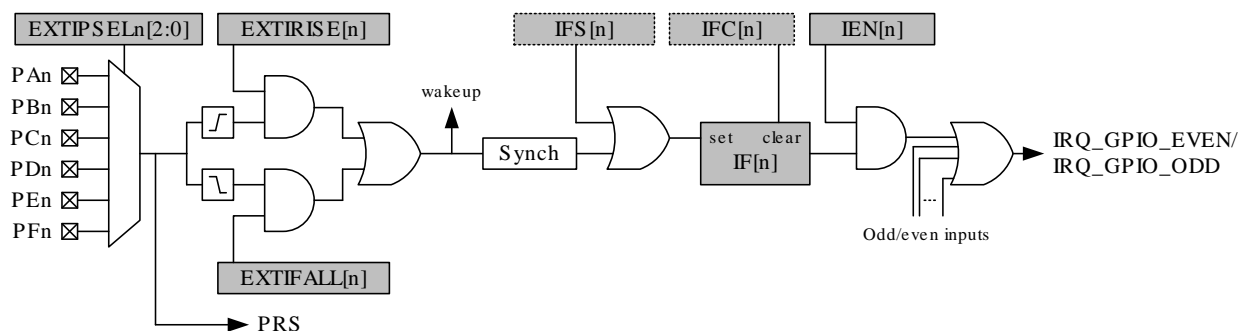 EXTIPSELn[2:0]
EXTIRISE[n]
IFS[n]
IFC[n]
IEN[n]
PAn
PBn
PCn
PDn
PEn
PFn
wakeup
Synch
set clear
IF[n]
IRQ_GPIO_EVEN/
IRQ_GPIO_ODD
...
Odd/even inputs
EXTIFALL[n]
PRS